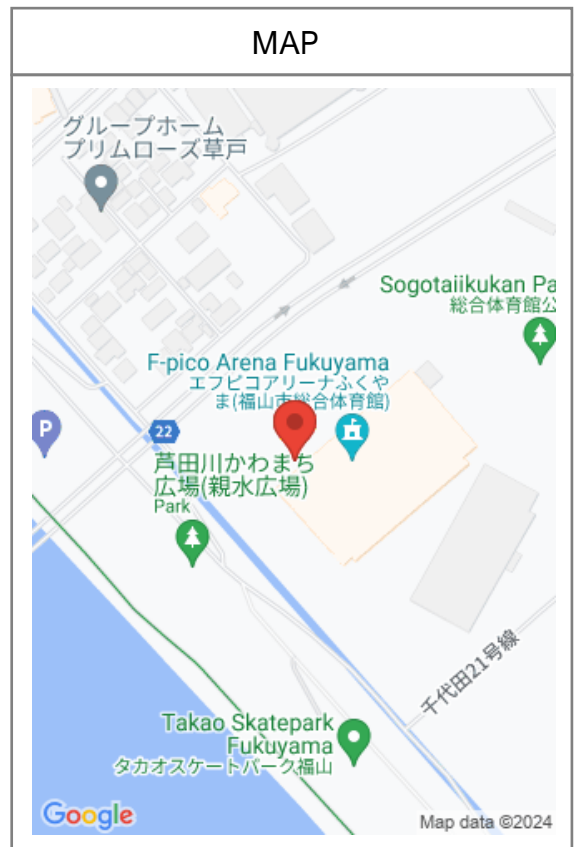 MAP
グループホーム
プリムローズ草戸
Sogotaiikukan Pa
総合体育館公
F-pico Arena Fukuyama
エフピコアリーナふくや
ま(福山市総合体育館)
P
22
芦田川かわまち
広場(親水広場)
Park
千代田21号線
Takao Skatepark
Fukuyama
タカオスケートパーク福山
Google
Map data ©2024